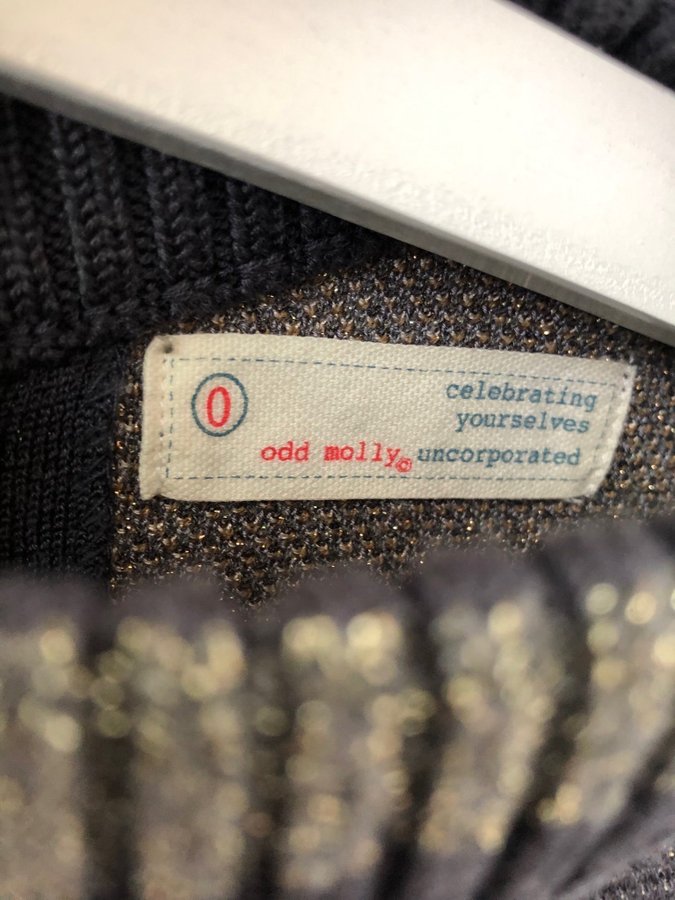 0
celebrating
yourselves
odd molly© uncorporated